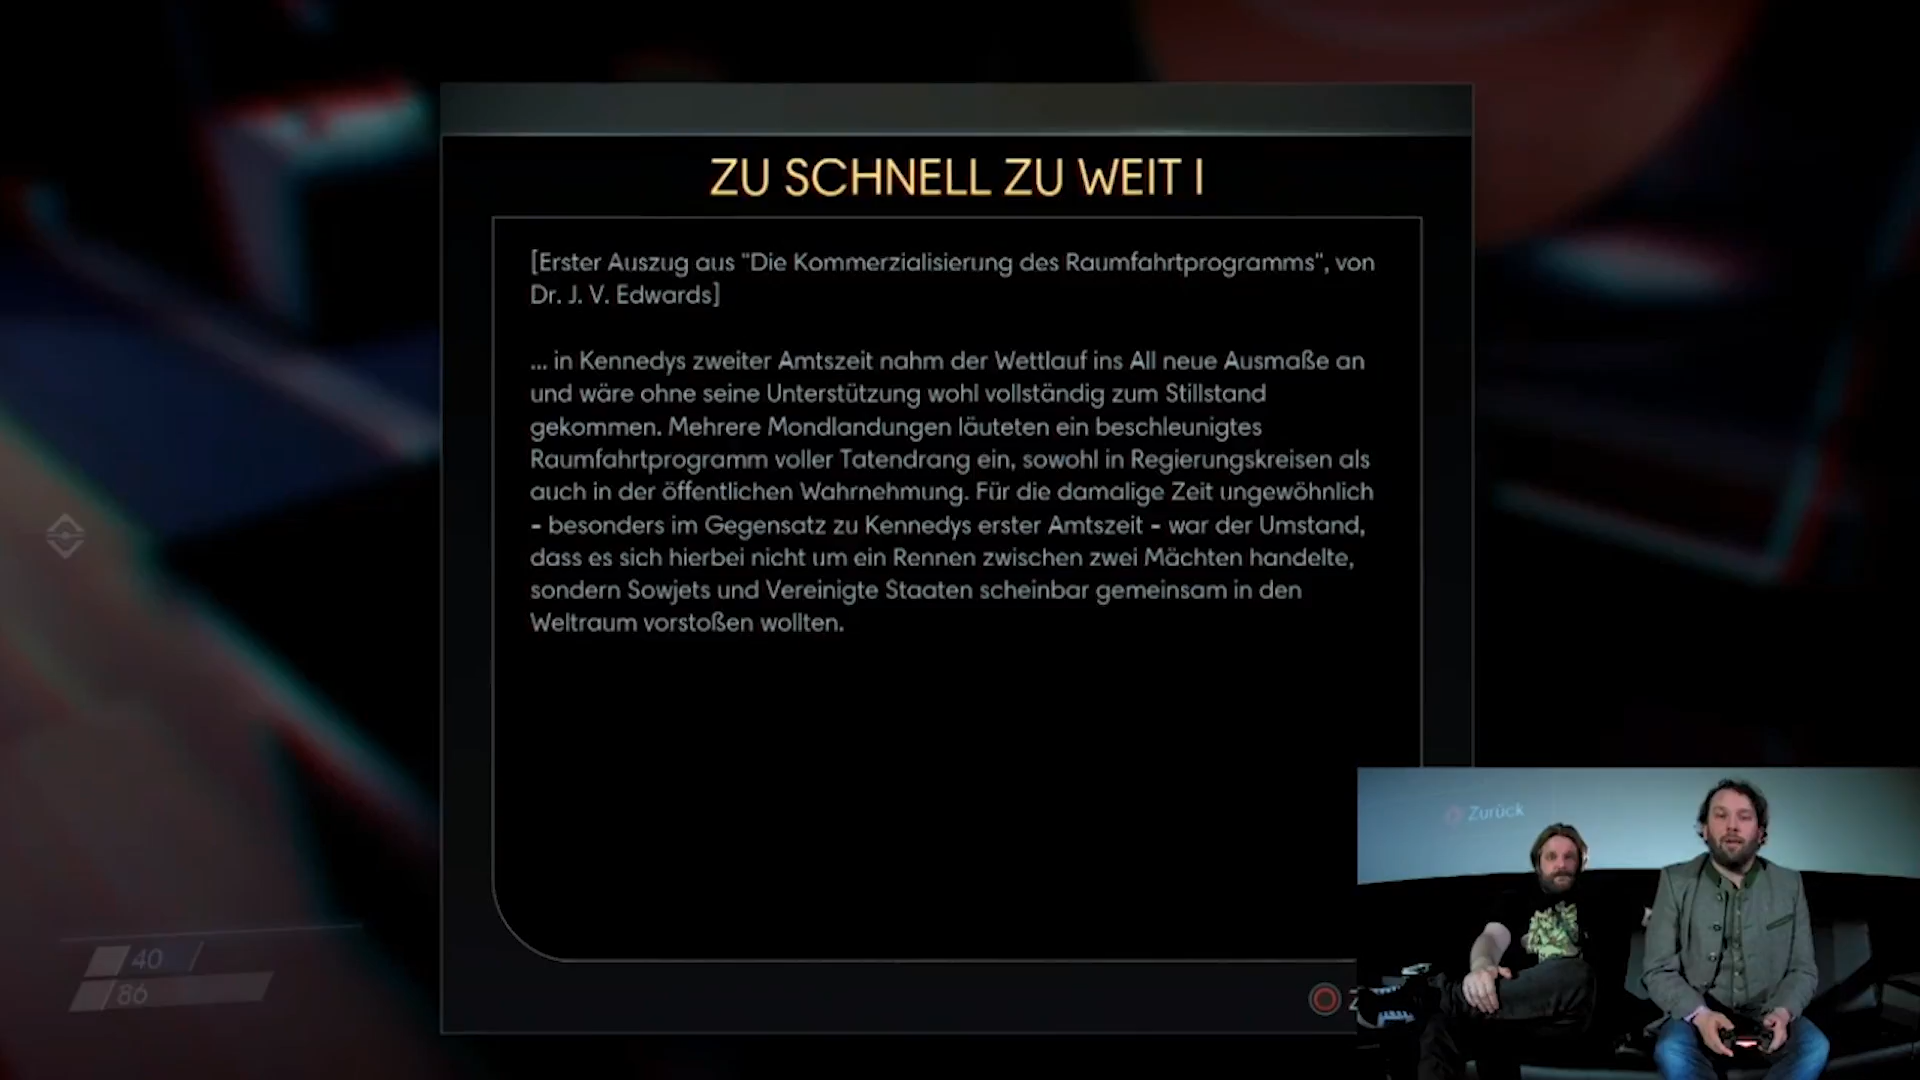 ZU SCHNELL ZU WEIT I
[Erster Auszug aus "Die Kommerzialisierung des Raumfahrtprogramms", von
Dr. J. V. Edwards]
... in Kennedys zweiter Amtszeit nahm der Wettlauf ins All neue Ausmaße an
und wäre ohne seine Unterstützung wohl vollständig zum Stillstand
gekommen. Mehrere Mondlandungen läuteten ein beschleunigtes
Raumfahrtprogramm voller Tatendrang ein, sowohl in Regierungskreisen als
auch in der öffentlichen Wahrnehmung. Für die damalige Zeit ungewöhnlich
- besonders im Gegensatz zu Kennedys erster Amtszeit - war der Umstand,
dass es sich hierbei nicht um ein Rennen zwischen zwei Mächten handelte,
sondern Sowjets und Vereinigte Staaten scheinbar gemeinsam in den
Weltraum vorstoßen wollten.
Zurück
40
86